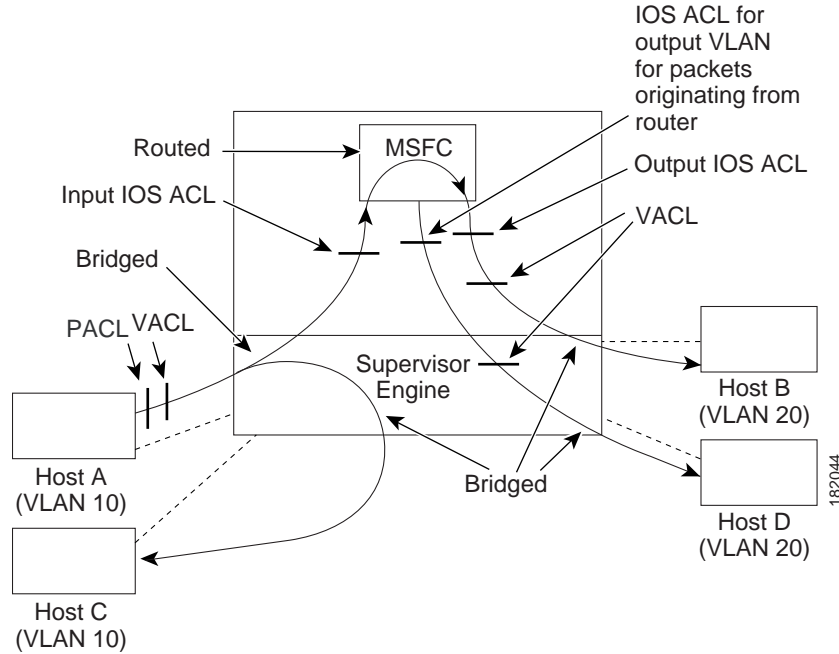 IOS ACL for
output VLAN
for packets
originating from
router
Routed
MSFC
Output IOS ACL
Input IOS ACL
VACL
Bridged
PACL
VACL
Supervisor
Engine
Host B
(VLAN 20)
Host A
(VLAN 10)
Bridged
182044
Host D
(VLAN 20)
Host C
(VLAN 10)